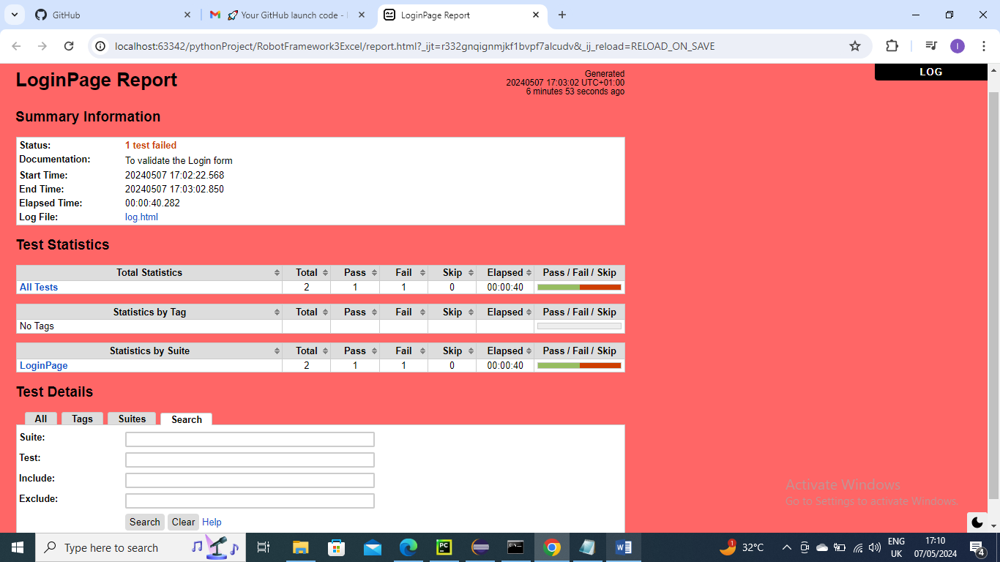 GitHub
Your GitHub launch code -
LoginPage Report
localhost:63342/pythonProject/RobotFramework3Excel/report.html?_ijt=r332gnqignmjkf1bvpf7alcudv&_ij_reload=RELOAD_ON_SAVE
I
LOG
LoginPage Report
Generated
20240507 17:03:02 UTC+01:00
6 minutes 53 seconds ago
Summary Information
Status: 1 test failed
Documentation: To validate the Login form
Start Time: 20240507 17:02:22.568
End Time: 20240507 17:03:02.850
Elapsed Time: 00:00:40.282
Log File: log.html
Test Statistics
Total Statistics Total Pass Fail Skip Elapsed Pass / Fail / Skip
All Tests 2 1 1 0 00:00:40
Statistics by Tag Total Pass Fail Skip Elapsed Pass / Fail / Skip
No Tags
Statistics by Suite Total Pass Fail Skip Elapsed Pass / Fail / Skip
LoginPage 2 1 1 0 00:00:40
Test Details
All Tags Suites Search
Suite:
Test:
Include:
Exclude:
Search Clear Help
Activate Windows
Go to Settings to activate Windows.
Type here to search
PC
W
1
32°C
ENG
UK
17:10
07/05/2024
4